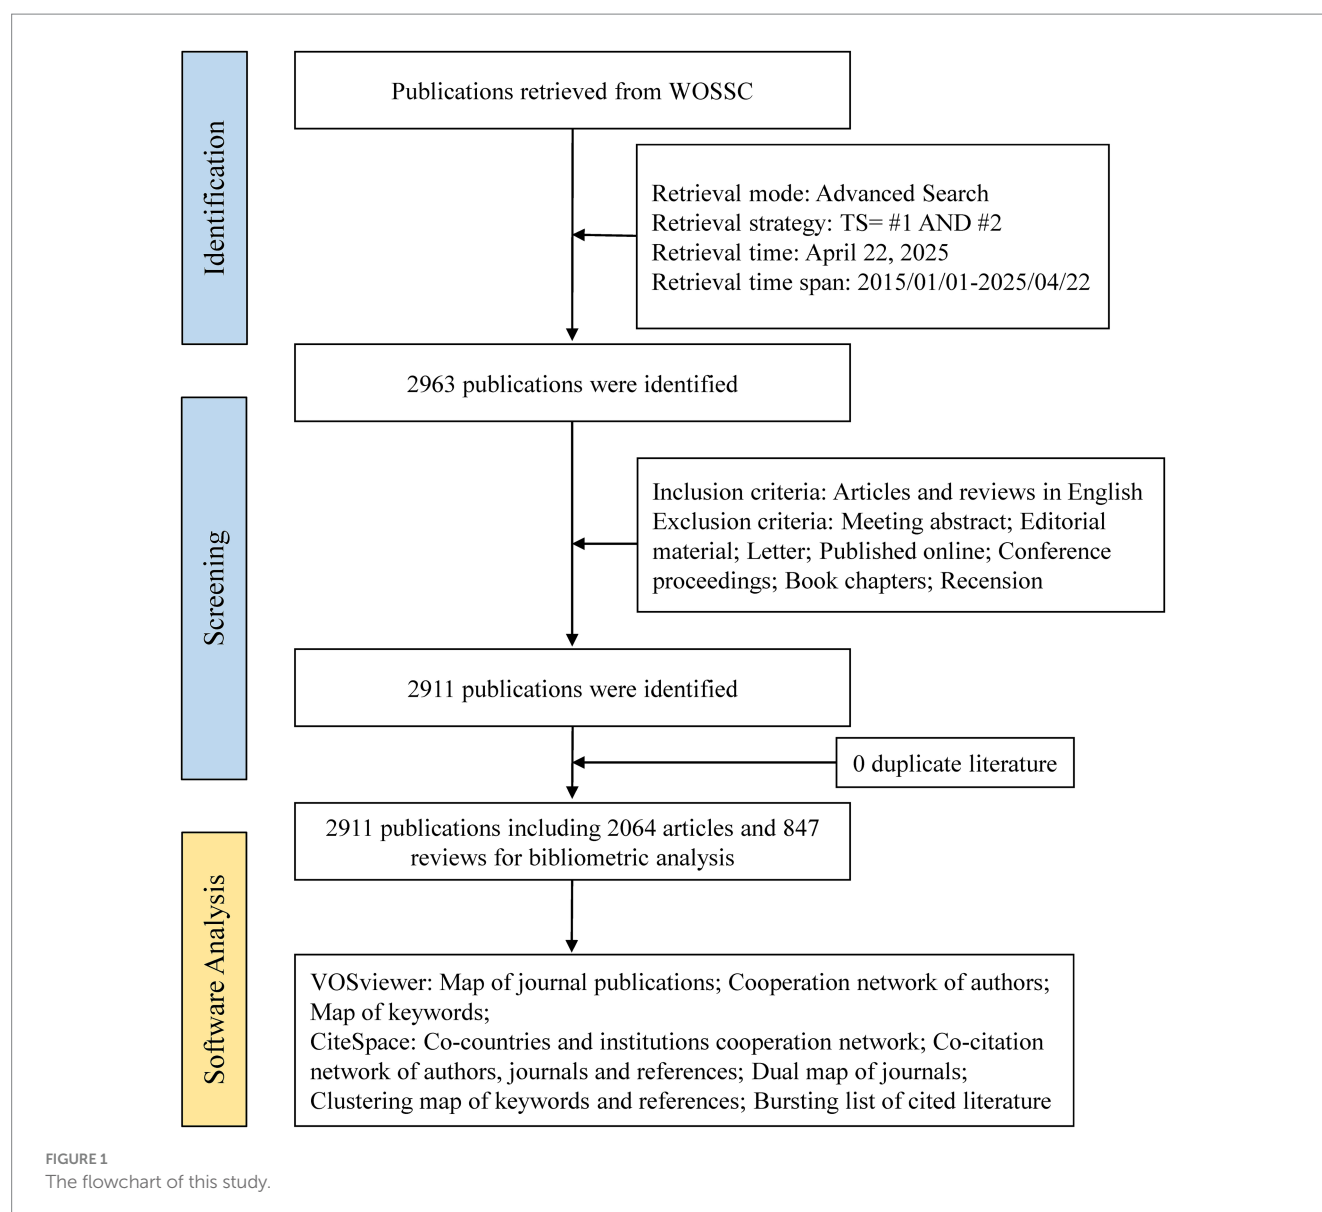 Identification
Publications retrieved from WOSSC
Retrieval mode: Advanced Search
Retrieval strategy: TS= #1 AND #2
Retrieval time: April 22, 2025
Retrieval time span: 2015/01/01-2025/04/22
2963 publications were identified
Screening
Inclusion criteria: Articles and reviews in English
Exclusion criteria: Meeting abstract; Editorial
material; Letter; Published online; Conference
proceedings; Book chapters; Recension
2911 publications were identified
0 duplicate literature
2911 publications including 2064 articles and 847
reviews for bibliometric analysis
Software Analysis
VOSviewer: Map of journal publications; Cooperation network of authors;
Map of keywords;
CiteSpace: Co-countries and institutions cooperation network; Co-citation
network of authors, journals and references; Dual map of journals;
Clustering map of keywords and references; Bursting list of cited literature
FIGURE 1
The flowchart of this study.